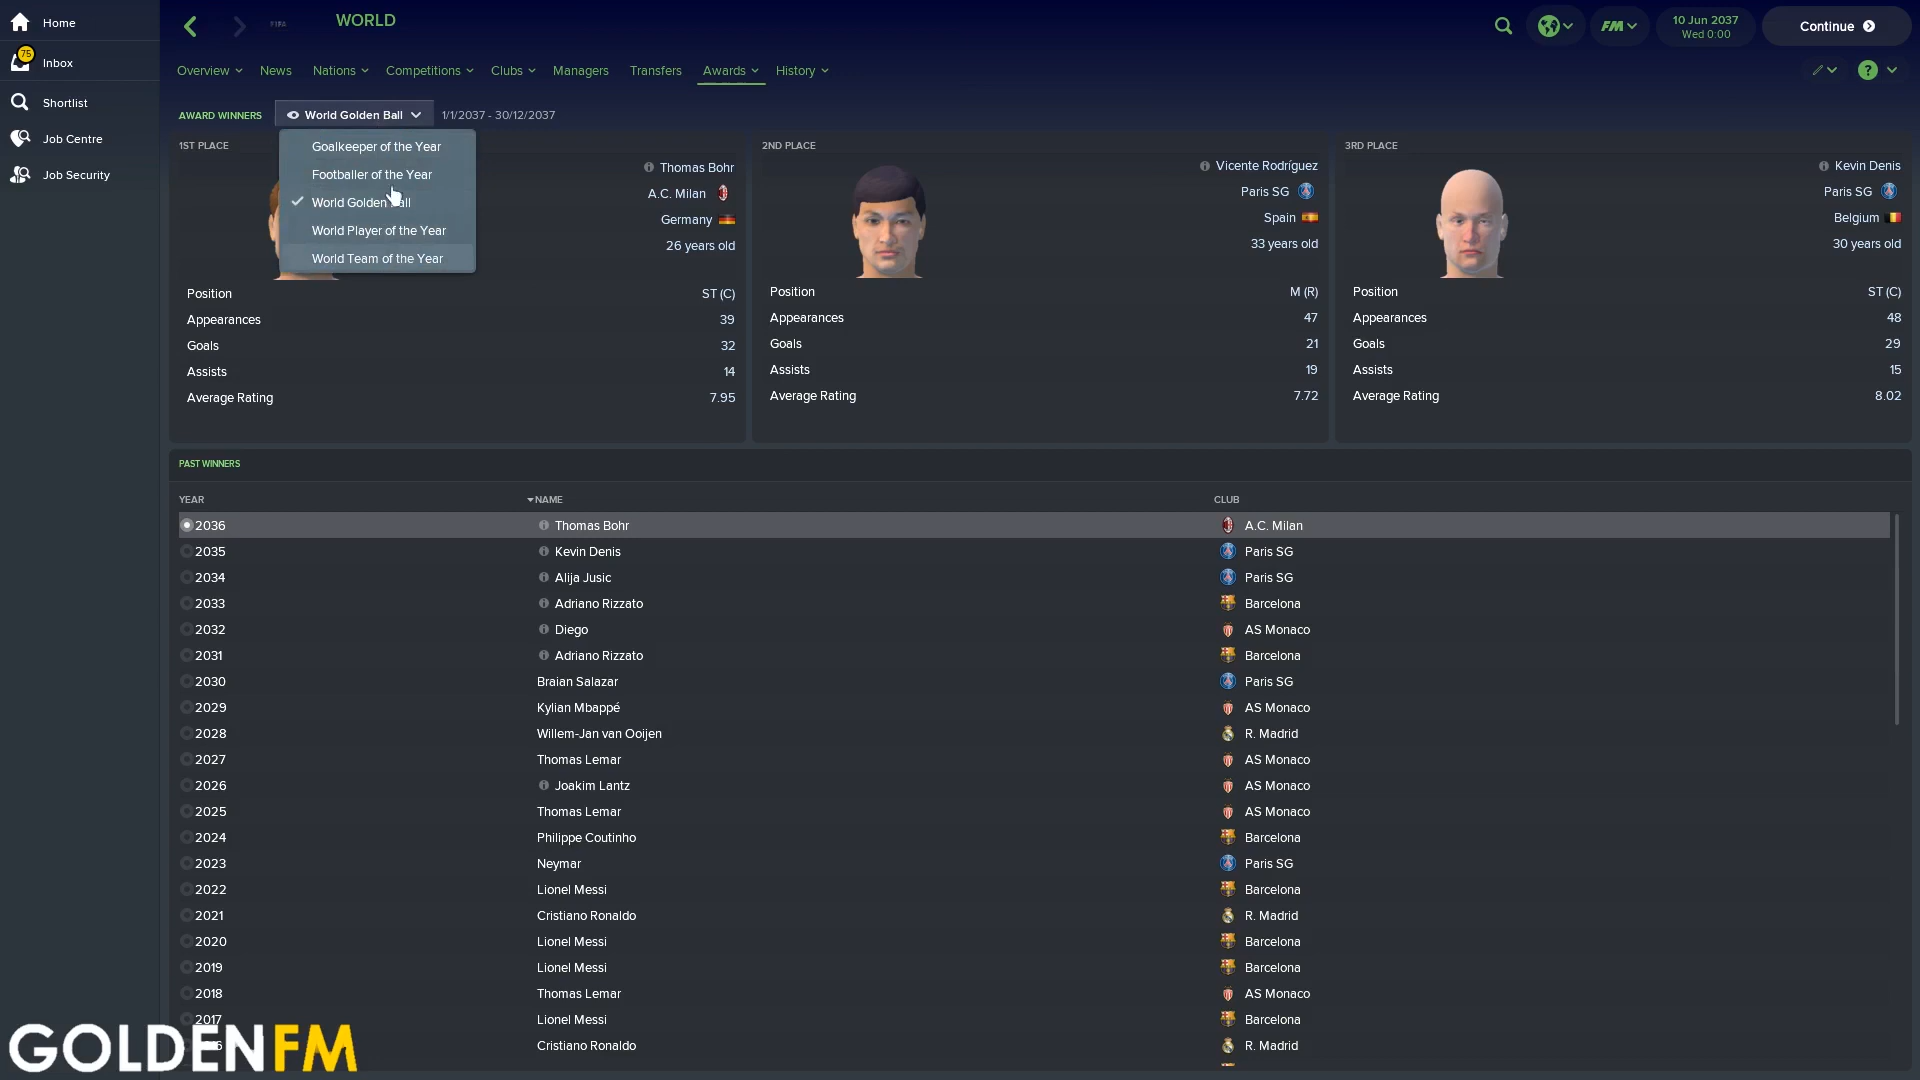 Home
75
Inbox
Shortlist
Job Centre
Job Security
FIFA
WORLD
FM
10 Jun 2037
Wed 0:00
Continue
Overview
News
Nations
Competitions
Clubs
Managers
Transfers
Awards
History
?
AWARD WINNERS
World Golden Ball
1/1/2037 - 30/12/2037
Goalkeeper of the Year
Footballer of the Year
World Golden Ball
World Player of the Year
World Team of the Year
1ST PLACE
Thomas Bohr
A.C. Milan
Germany
26 years old
Position ST (C)
Appearances 39
Goals 32
Assists 14
Average Rating 7.95
2ND PLACE
Vicente Rodríguez
Paris SG
Spain
33 years old
Position M (R)
Appearances 47
Goals 21
Assists 19
Average Rating 7.72
3RD PLACE
Kevin Denis
Paris SG
Belgium
30 years old
Position ST (C)
Appearances 48
Goals 29
Assists 15
Average Rating 8.02
PAST WINNERS
YEAR NAME CLUB
2036 Thomas Bohr A.C. Milan
2035 Kevin Denis Paris SG
2034 Alija Jusic Paris SG
2033 Adriano Rizzato Barcelona
2032 Diego AS Monaco
2031 Adriano Rizzato Barcelona
2030 Braian Salazar Paris SG
2029 Kylian Mbappé AS Monaco
2028 Willem-Jan van Ooijen R. Madrid
2027 Thomas Lemar AS Monaco
2026 Joakim Lantz AS Monaco
2025 Thomas Lemar AS Monaco
2024 Philippe Coutinho Barcelona
2023 Neymar Paris SG
2022 Lionel Messi Barcelona
2021 Cristiano Ronaldo R. Madrid
2020 Lionel Messi Barcelona
2019 Lionel Messi Barcelona
2018 Thomas Lemar AS Monaco
2017 Lionel Messi Barcelona
Cristiano Ronaldo R. Madrid
GOLDENFM